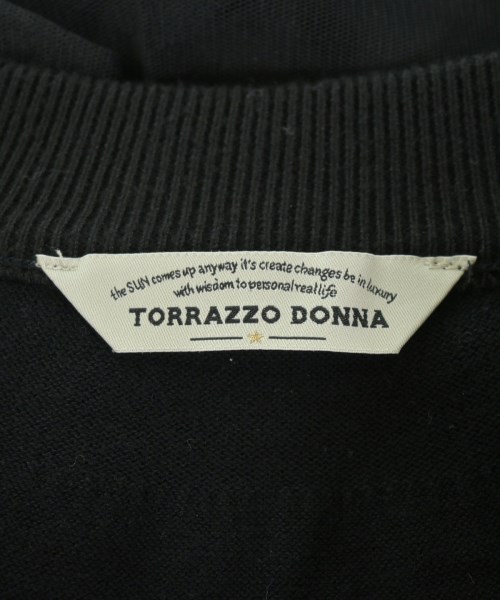 the SUN comes up anyway it's create changes be in luxury
with wisdom to personal real life
TORRAZZO DONNA